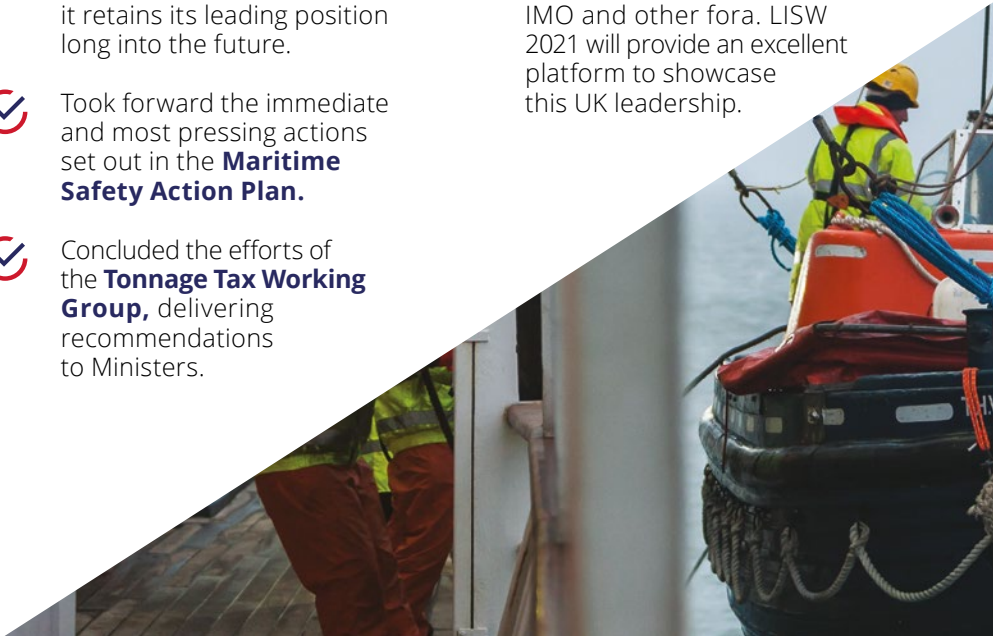 it retains its leading position
long into the future.
Took forward the immediate
and most pressing actions
set out in the Maritime
Safety Action Plan.
Concluded the efforts of
the Tonnage Tax Working
Group, delivering
recommendations
to Ministers.
IMO and other fora. LISW
2021 will provide an excellent
platform to showcase
this UK leadership.